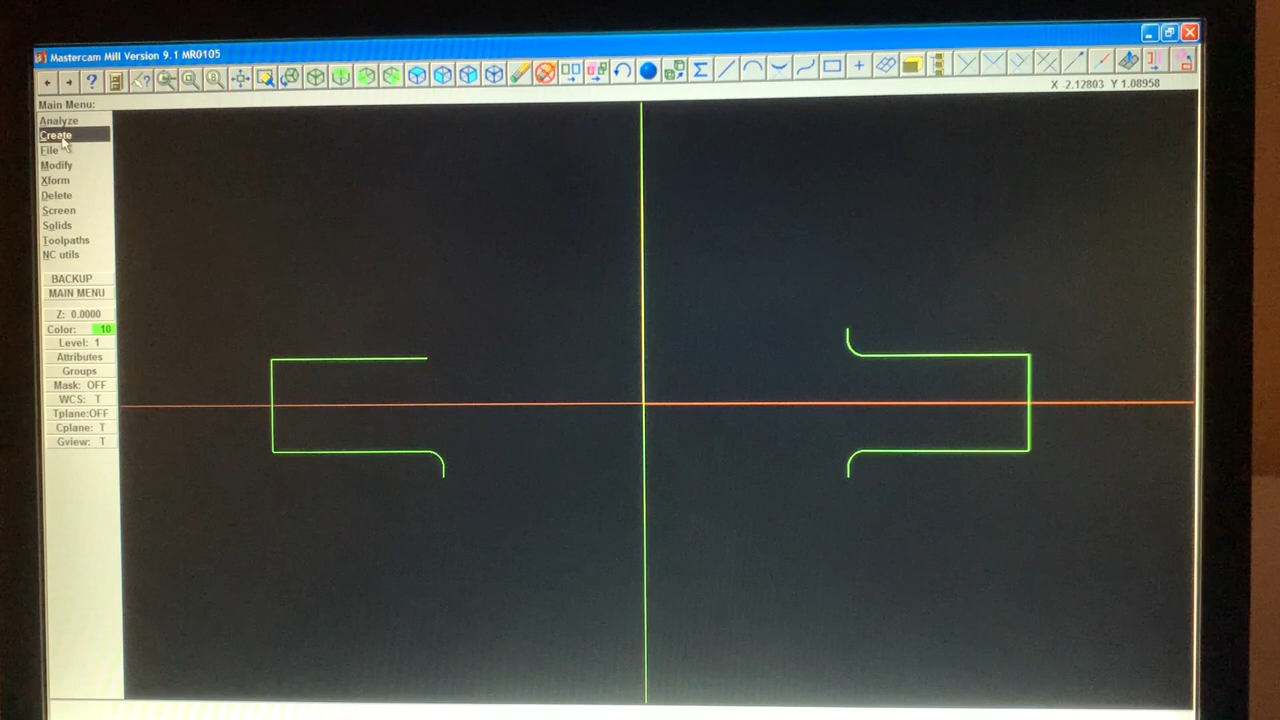 Mastercam Mill Version 9.1 MR0105
X -2.12803 Y 1.08958
Main Menu:
Analyze
Create
File
Modify
Xform
Delete
Screen
Solids
Toolpaths
NC utils
BACKUP
MAIN MENU
Z: 0.0000
Color: 10
Level: 1
Attributes
Groups
Mask: OFF
WCS: T
Tplane:OFF
Cplane: T
Gview: T